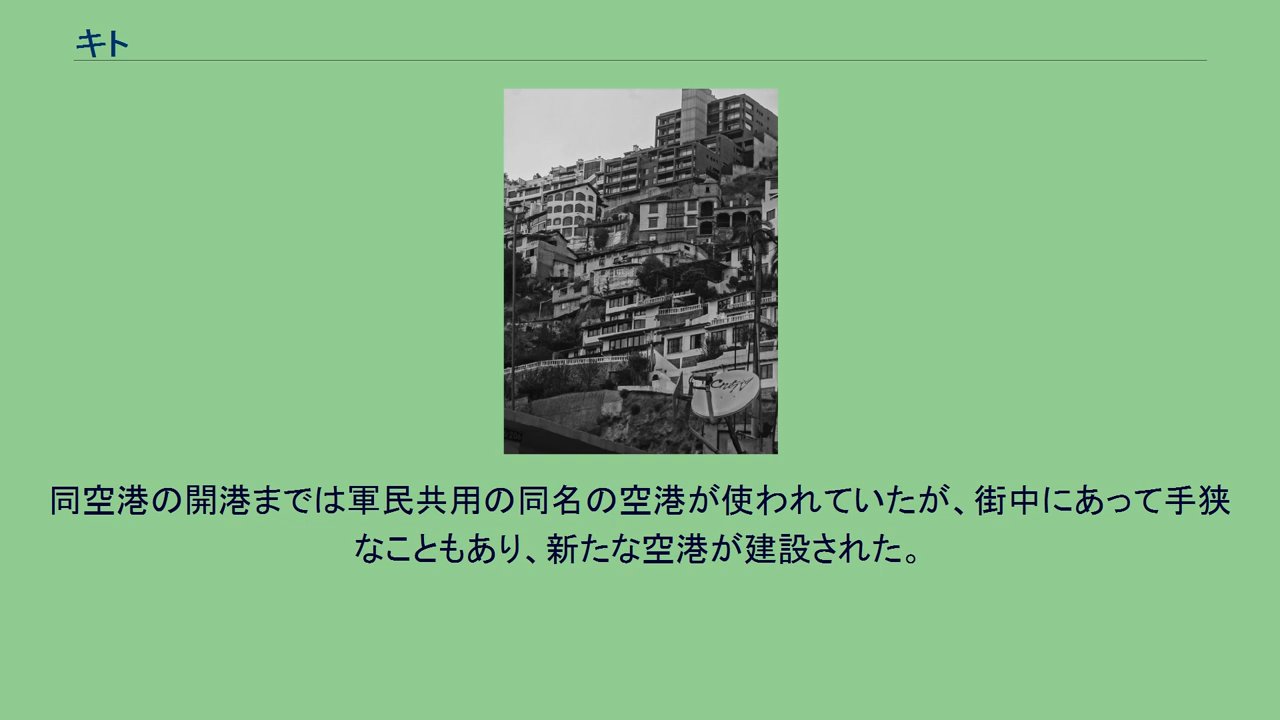 キト
同空港の開港までは軍民共用の同名の空港が使われていたが、街中にあって手狭
なこともあり、新たな空港が建設された。